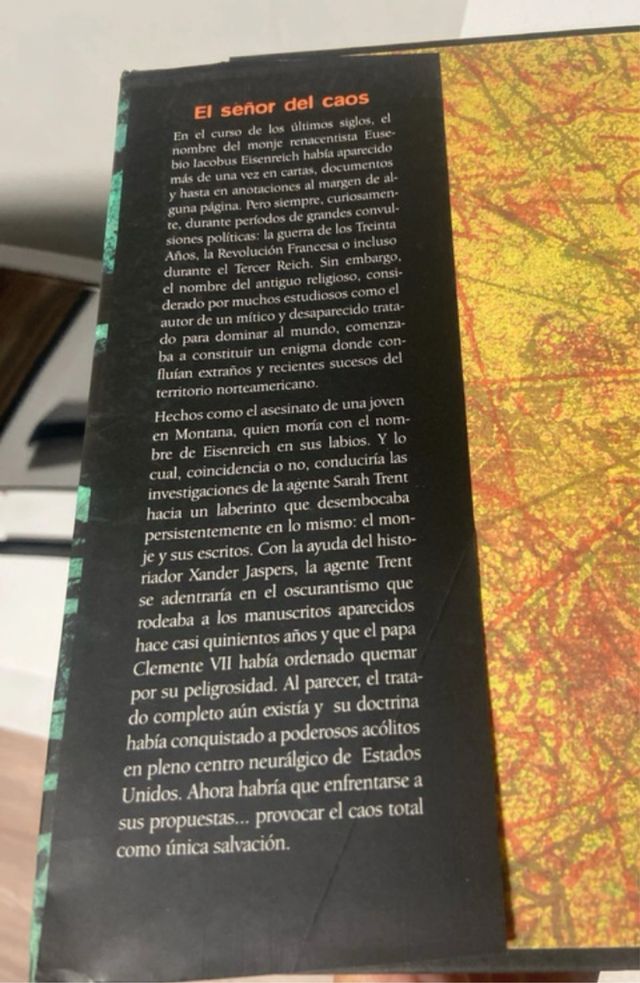 El señor del caos
En el curso de los últimos siglos, el
nombre del monje renacentista Euse-
bio Iacobus Eisenreich había aparecido
más de una vez en cartas, documentos
y hasta en anotaciones al margen de al-
guna página. Pero siempre, curiosamen-
te, durante períodos de grandes convul-
siones políticas: la guerra de los Treinta
Años, la Revolución Francesa o incluso
durante el Tercer Reich. Sin embargo,
el nombre del antiguo religioso, consi-
derado por muchos estudiosos como el
autor de un mítico y desaparecido trata-
do para dominar al mundo, comenza-
ba a constituir un enigma donde con-
fluían extraños y recientes sucesos del
territorio norteamericano.
Hechos como el asesinato de una joven
en Montana, quien moría con el nom-
bre de Eisenreich en sus labios. Y lo
cual, coincidencia o no, conduciría las
investigaciones de la agente Sarah Trent
hacia un laberinto que desembocaba
persistentemente en lo mismo: el mon-
je y sus escritos. Con la ayuda del histo-
riador Xander Jaspers, la agente Trent
se adentraría en el oscurantismo que
rodeaba a los manuscritos aparecidos
hace casi quinientos años y que el papa
Clemente VII había ordenado quemar
por su peligrosidad. Al parecer, el trata-
do completo aún existía y su doctrina
había conquistado a poderosos acólitos
en pleno centro neurálgico de Estados
Unidos. Ahora habría que enfrentarse a
sus propuestas... provocar el caos total
como única salvación.